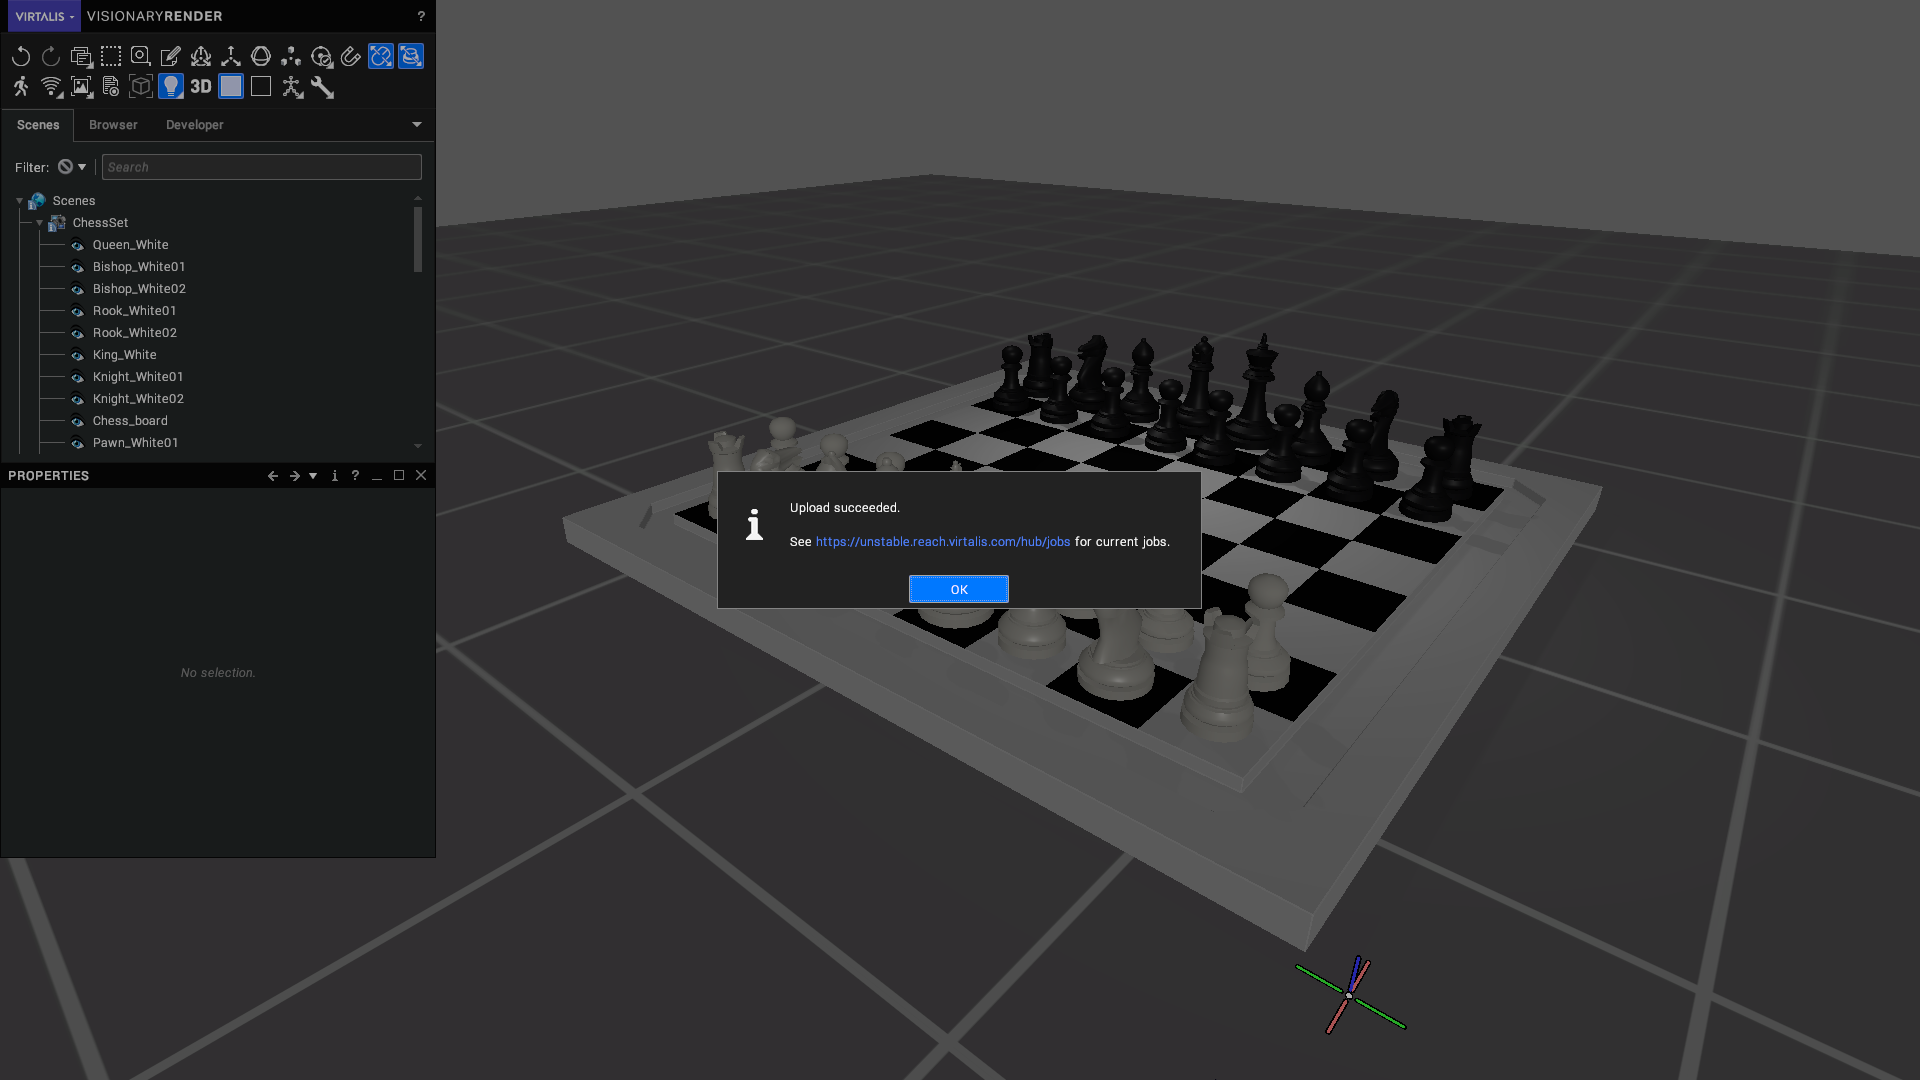 VIRTALIS VISIONARYRENDER ?
3D
Scenes Browser Developer
Filter: Search
Scenes
ChessSet
Queen_White
Bishop_White01
Bishop_White02
Rook_White01
Rook_White02
King_White
Knight_White01
Knight_White02
Chess_board
Pawn_White01
PROPERTIES i ?
No selection.
Upload succeeded.
See https://unstable.reach.virtalis.com/hub/jobs for current jobs.
OK